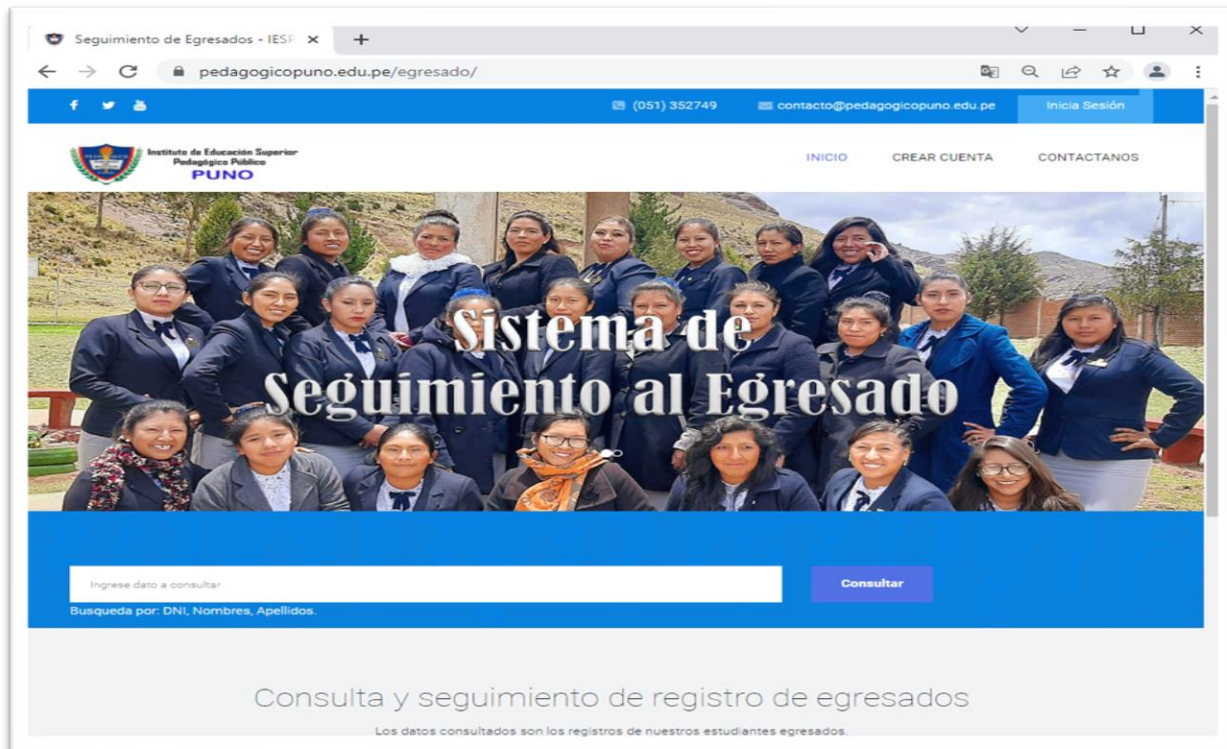 Seguimiento de Egresados - IESP
pedagogicopuno.edu.pe/egresado/
(051) 352749 contacto@pedagogicopuno.edu.pe Inicia Sesión
Instituto de Educación Superior
Pedagógico Público
PUNO
INICIO CREAR CUENTA CONTACTANOS
Sistema de
Seguimiento al Egresado
Ingrese dato a consultar
Consultar
Busqueda por: DNI, Nombres, Apellidos.
Consulta y seguimiento de registro de egresados
Los datos consultados son los registros de nuestros estudiantes egresados.